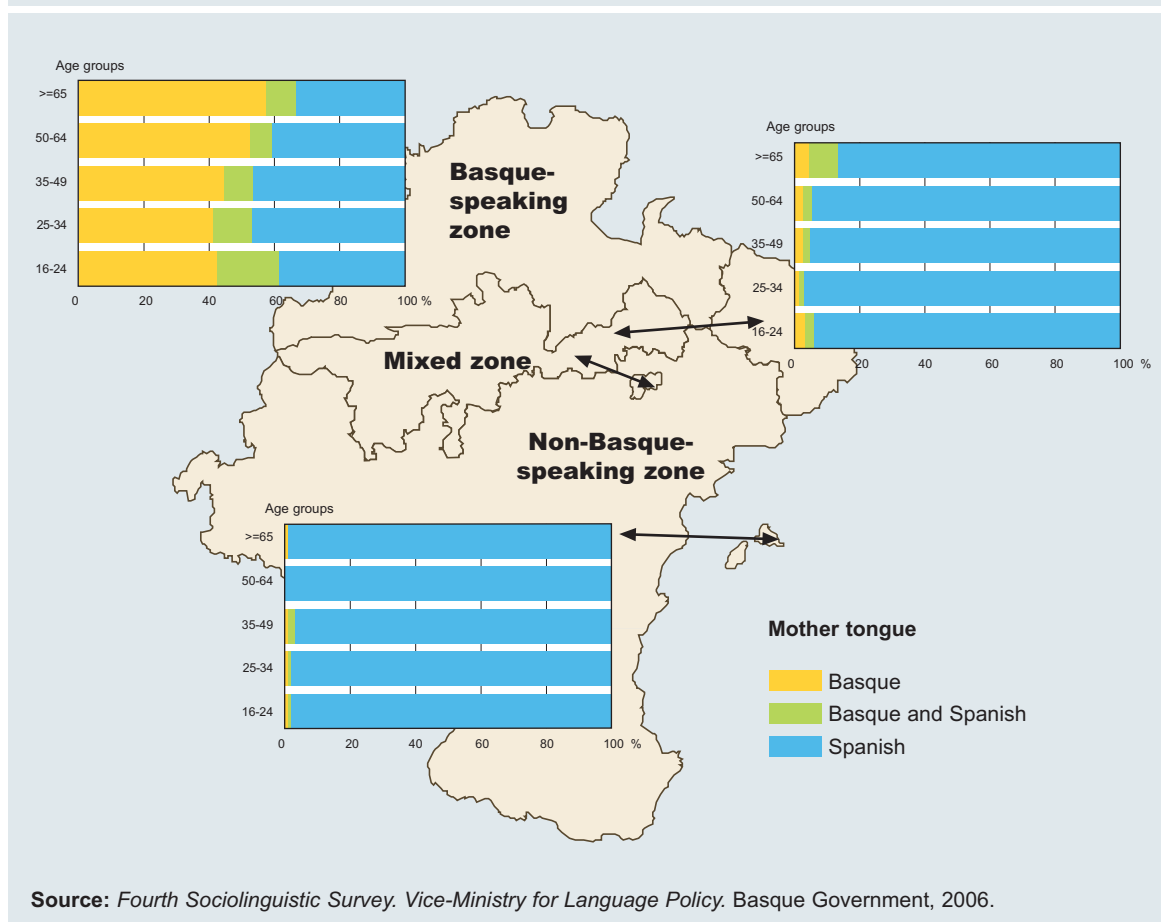 Age groups
>=65
50-64
35-49
25-34
16-24
0 20 40 60 80 100 %
Basque-
speaking
zone
Age groups
>=65
50-64
35-49
25-34
16-24
0 20 40 60 80 100 %
Mixed zone
Non-Basque-
speaking zone
Age groups
>=65
50-64
35-49
25-34
16-24
0 20 40 60 80 100 %
Mother tongue
Basque
Basque and Spanish
Spanish
Source: Fourth Sociolinguistic Survey. Vice-Ministry for Language Policy. Basque Government, 2006.